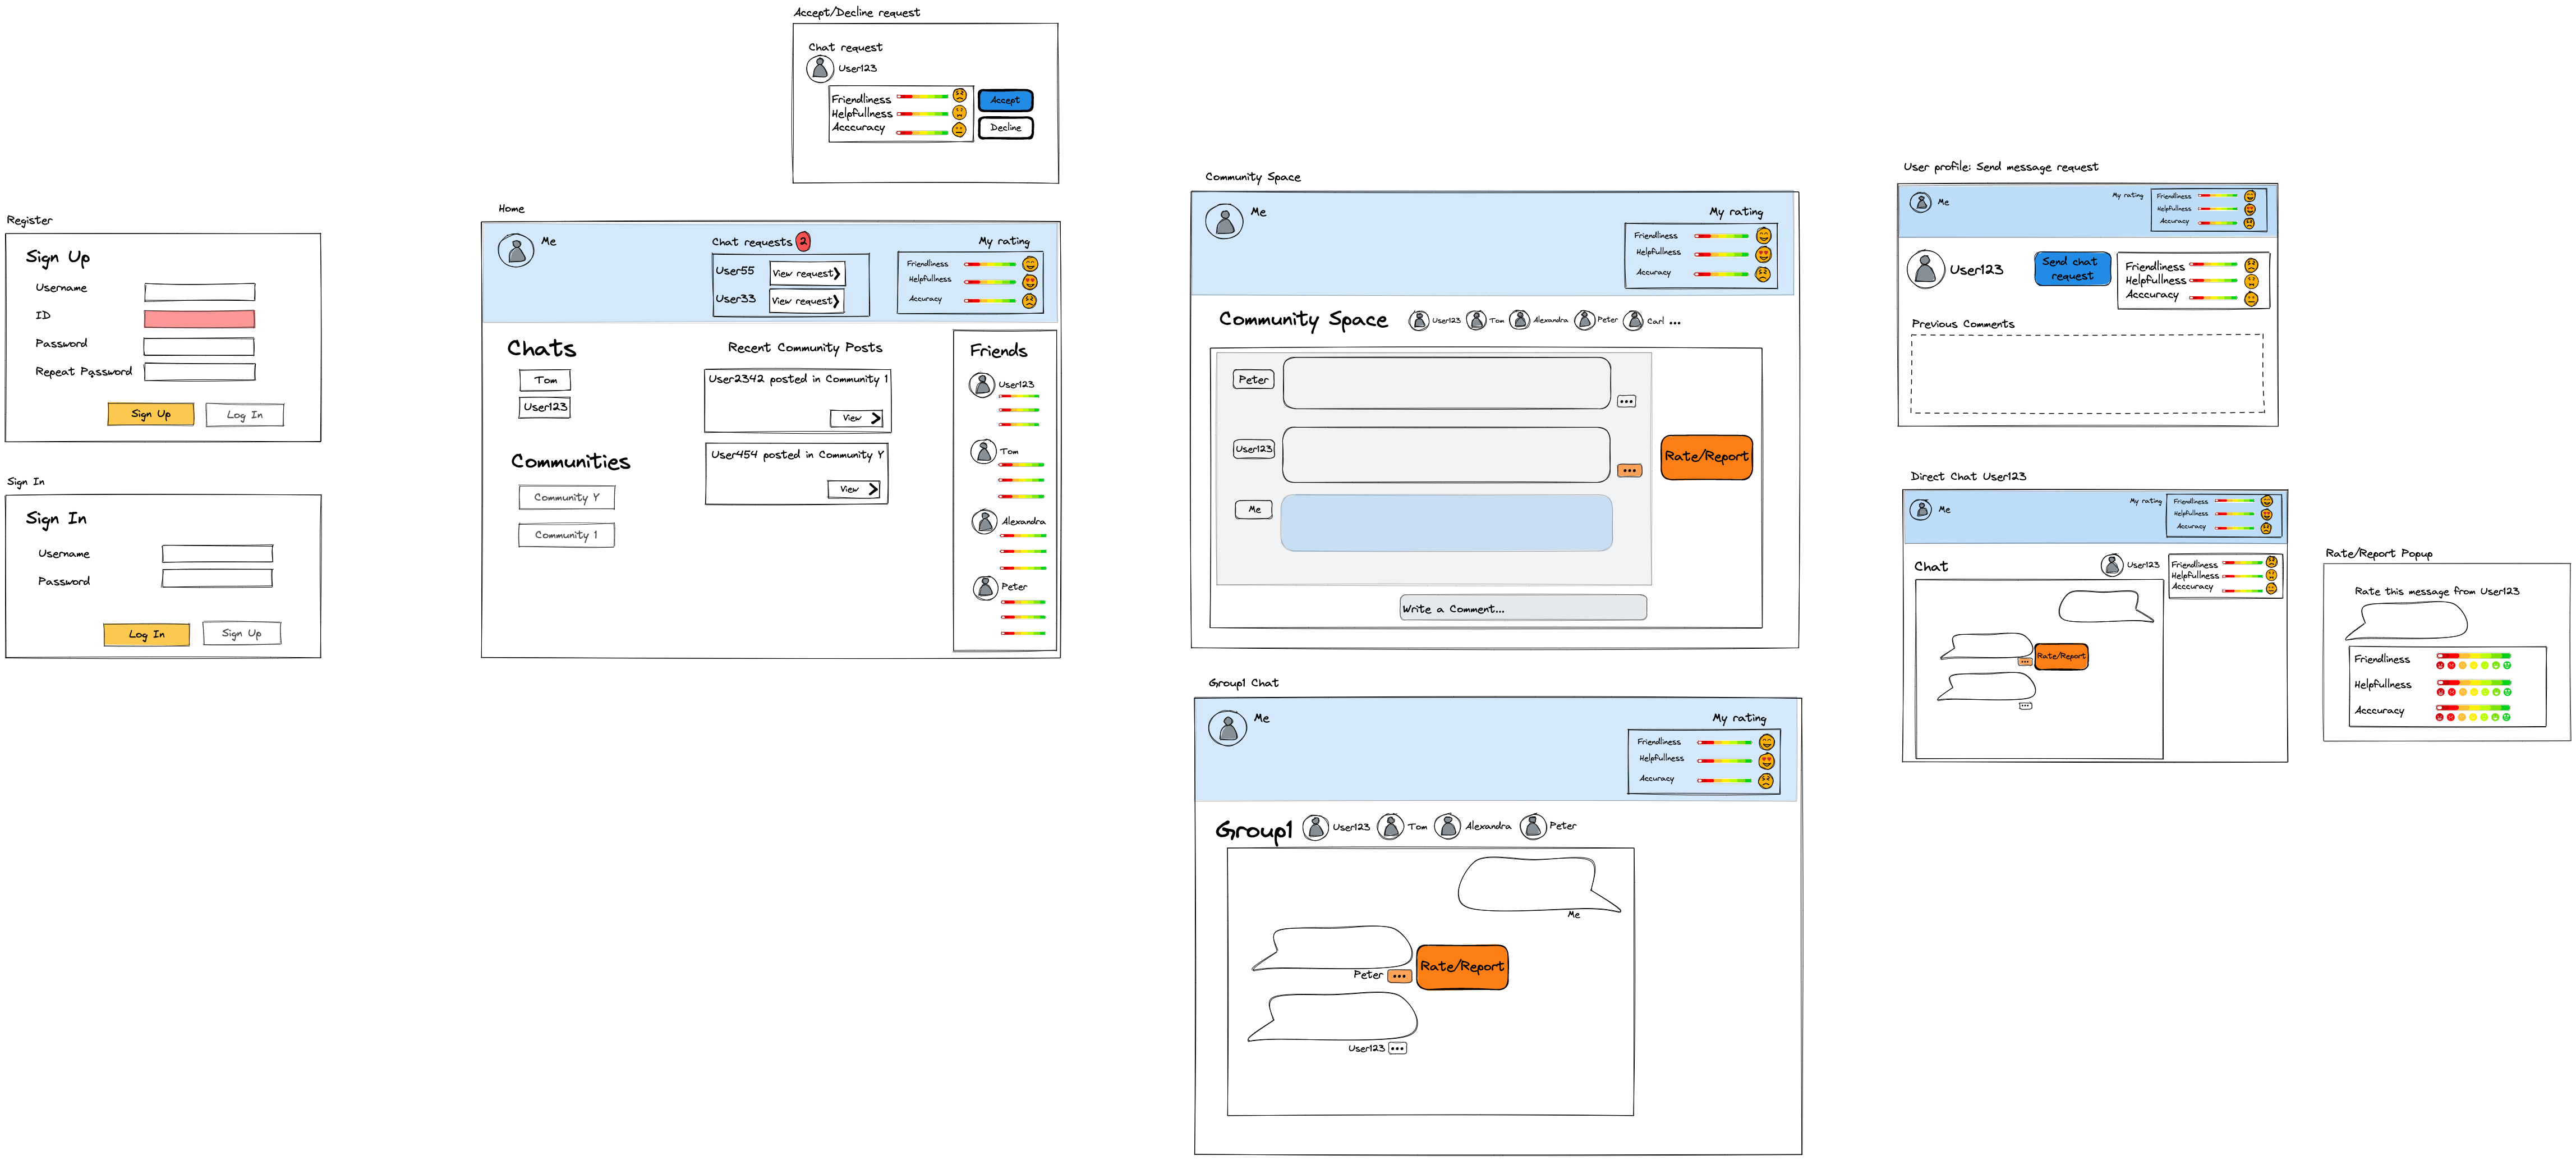 Accept/Decline request
Chat request
User123
Friendliness
Helpfullness
Acccuracy
Accept
Decline
Register
Sign Up
Username
ID
Password
Repeat Password
Sign Up
Log In
Sign In
Sign In
Username
Password
Log In
Sign Up
Home
Me
Chat requests 2
User55
View request
User33
View request
My rating
Friendliness
Helpfullness
Accuracy
Chats
Tom
User123
Communities
Community Y
Community 1
Recent Community Posts
User2342 posted in Community 1
View
User454 posted in Community Y
View
Friends
User123
Tom
Alexandra
Peter
Community Space
Me
My rating
Friendliness
Helpfullness
Accuracy
Community Space
User123
Tom
Alexandra
Peter
Carl ...
Peter
User123
Me
Rate/Report
Write a Comment...
Group1 Chat
Me
My rating
Friendliness
Helpfullness
Accuracy
Group1
User123
Tom
Alexandra
Peter
Me
Peter
Rate/Report
User123
User profile: Send message request
Me
My rating
Friendliness
Helpfullness
Accuracy
User123
Send chat
request
Friendliness
Helpfullness
Acccuracy
Previous Comments
Direct Chat User123
Me
My rating
Friendliness
Helpfullness
Accuracy
Chat
User123
Friendliness
Helpfullness
Acccuracy
Rate/Report
Rate/Report Popup
Rate this message from User123
Friendliness
Helpfullness
Acccuracy